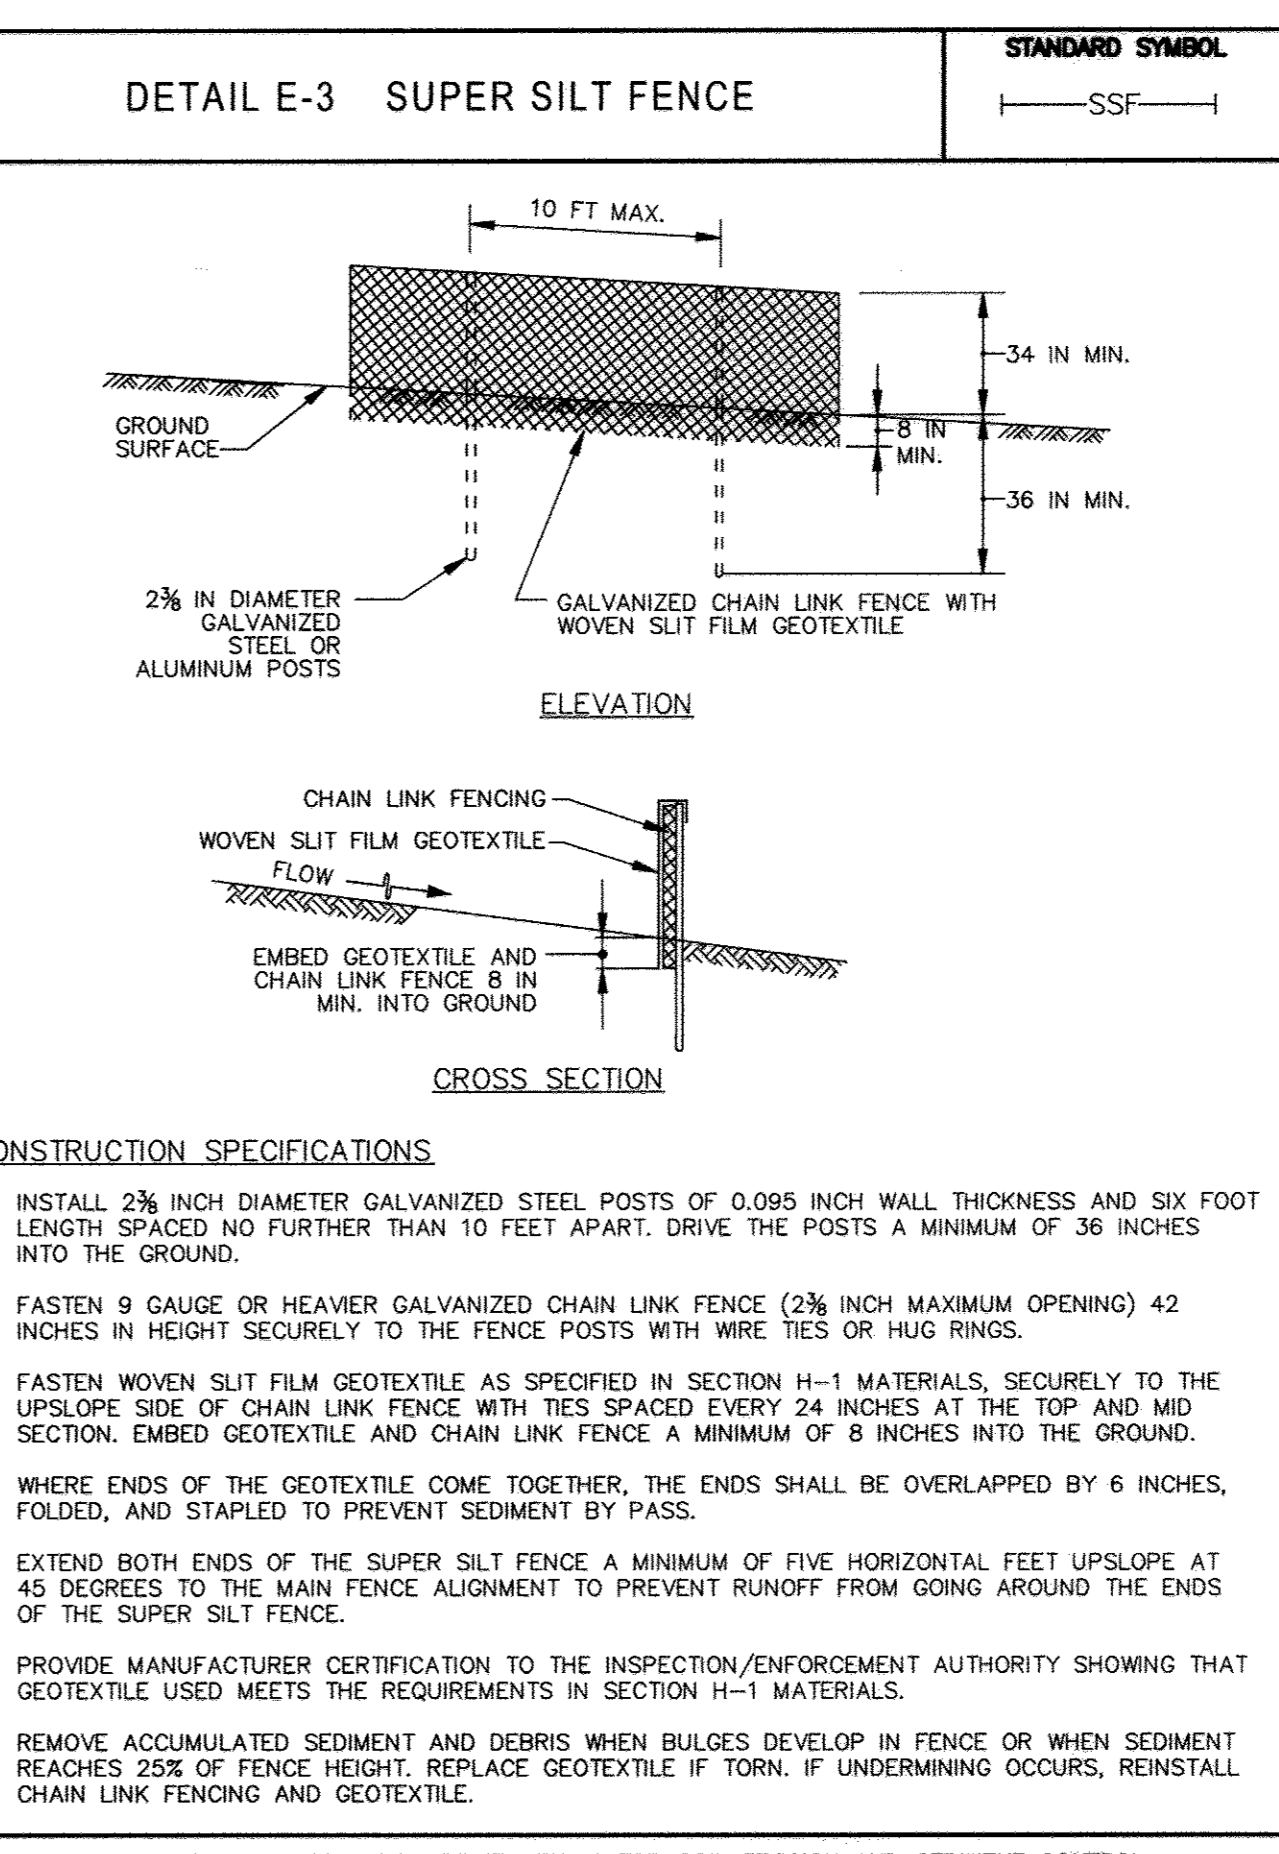 DETAIL E-3 SUPER SILT FENCE
STANDARD SYMBOL
SSF
10 FT MAX.
34 IN MIN.
GROUND
SURFACE
8 IN
MIN.
36 IN MIN.
2⅜ IN DIAMETER
GALVANIZED
STEEL OR
ALUMINUM POSTS
GALVANIZED CHAIN LINK FENCE WITH
WOVEN SLIT FILM GEOTEXTILE
ELEVATION
CHAIN LINK FENCING
WOVEN SLIT FILM GEOTEXTILE
FLOW
EMBED GEOTEXTILE AND
CHAIN LINK FENCE 8 IN
MIN. INTO GROUND
CROSS SECTION
ONSTRUCTION SPECIFICATIONS
INSTALL 2⅜ INCH DIAMETER GALVANIZED STEEL POSTS OF 0.095 INCH WALL THICKNESS AND SIX FOOT
LENGTH SPACED NO FURTHER THAN 10 FEET APART. DRIVE THE POSTS A MINIMUM OF 36 INCHES
INTO THE GROUND.
FASTEN 9 GAUGE OR HEAVIER GALVANIZED CHAIN LINK FENCE (2⅜ INCH MAXIMUM OPENING) 42
INCHES IN HEIGHT SECURELY TO THE FENCE POSTS WITH WIRE TIES OR HUG RINGS.
FASTEN WOVEN SLIT FILM GEOTEXTILE AS SPECIFIED IN SECTION H-1 MATERIALS, SECURELY TO THE
UPSLOPE SIDE OF CHAIN LINK FENCE WITH TIES SPACED EVERY 24 INCHES AT THE TOP AND MID
SECTION. EMBED GEOTEXTILE AND CHAIN LINK FENCE A MINIMUM OF 8 INCHES INTO THE GROUND.
WHERE ENDS OF THE GEOTEXTILE COME TOGETHER, THE ENDS SHALL BE OVERLAPPED BY 6 INCHES,
FOLDED, AND STAPLED TO PREVENT SEDIMENT BY PASS.
EXTEND BOTH ENDS OF THE SUPER SILT FENCE A MINIMUM OF FIVE HORIZONTAL FEET UPSLOPE AT
45 DEGREES TO THE MAIN FENCE ALIGNMENT TO PREVENT RUNOFF FROM GOING AROUND THE ENDS
OF THE SUPER SILT FENCE.
PROVIDE MANUFACTURER CERTIFICATION TO THE INSPECTION/ENFORCEMENT AUTHORITY SHOWING THAT
GEOTEXTILE USED MEETS THE REQUIREMENTS IN SECTION H-1 MATERIALS.
REMOVE ACCUMULATED SEDIMENT AND DEBRIS WHEN BULGES DEVELOP IN FENCE OR WHEN SEDIMENT
REACHES 25% OF FENCE HEIGHT. REPLACE GEOTEXTILE IF TORN. IF UNDERMINING OCCURS, REINSTALL
CHAIN LINK FENCING AND GEOTEXTILE.